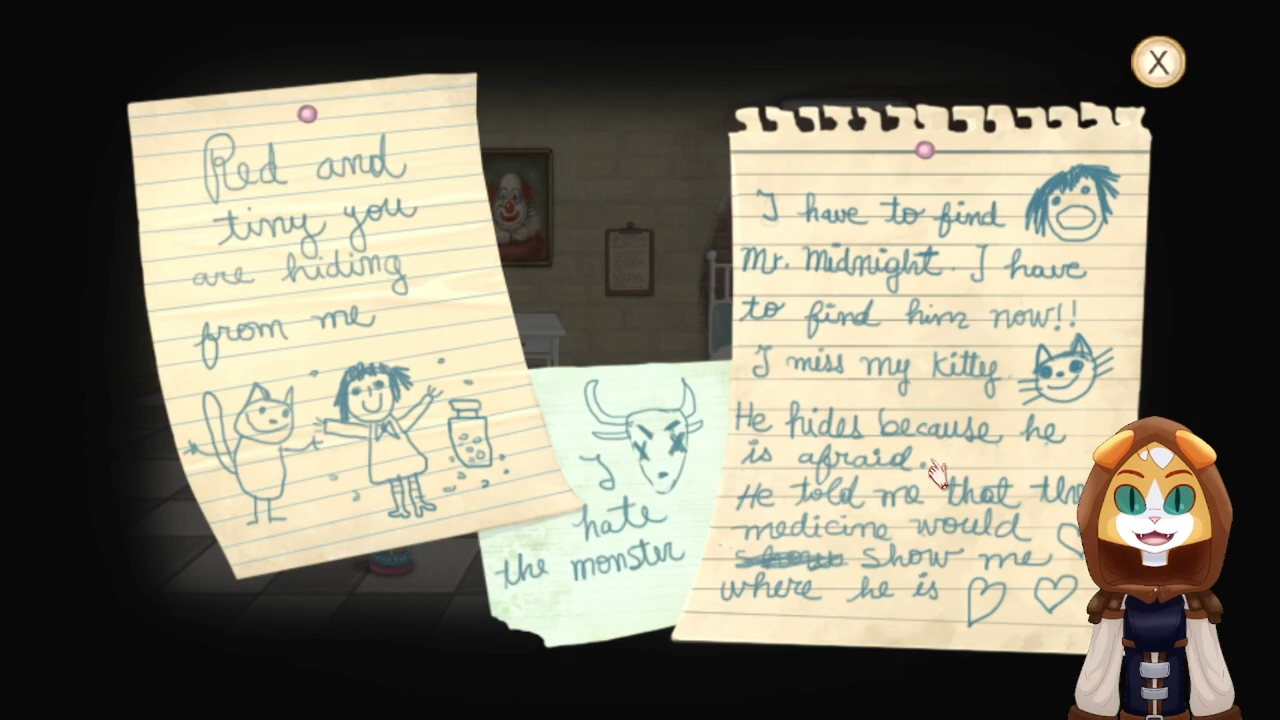 Red and
tiny you
are hiding
from me
I
hate
the monster
I have to find
Mr. Midnight. I have
to find him now!!
I miss my kitty.
He hides because he
is afraid.
He told me that the
medicine would
show me
where he is
X